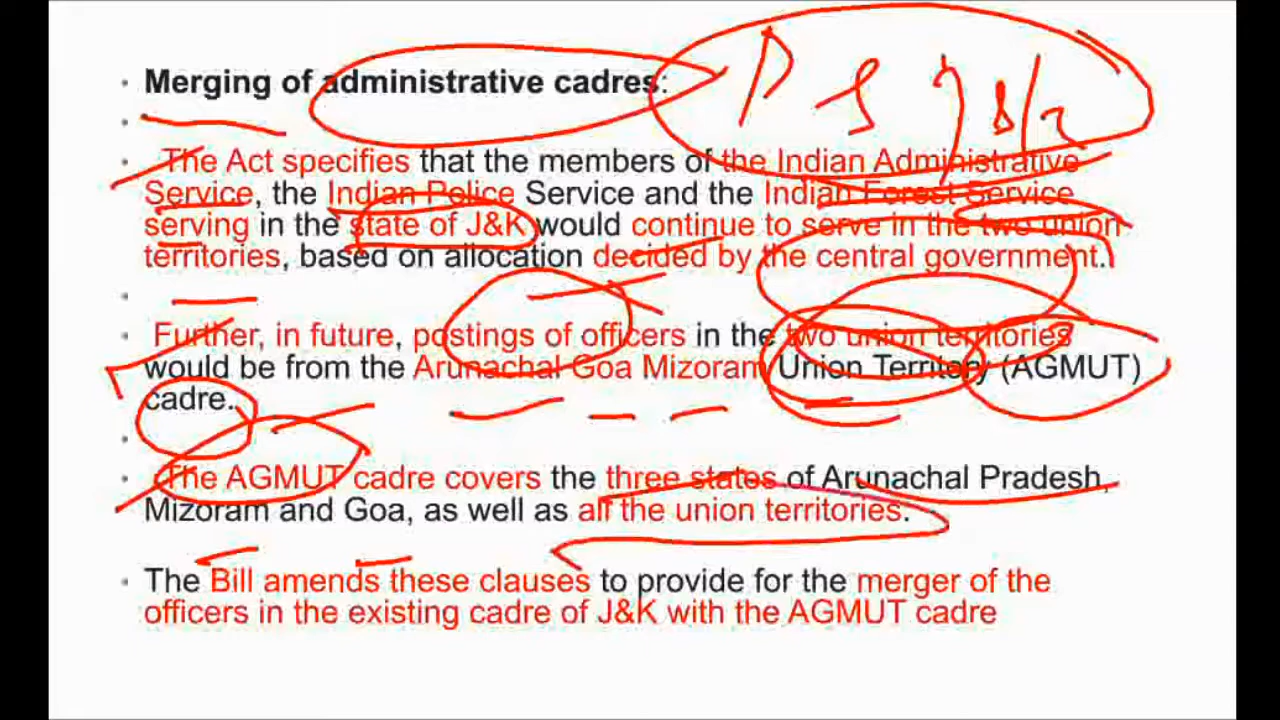 Merging of administrative cadres:
The Act specifies that the members of the Indian Administrative
Service, the Indian Police Service and the Indian Forest Service
serving in the state of J&K would continue to serve in the two union
territories, based on allocation decided by the central government.
Further, in future, postings of officers in the two union territories
would be from the Arunachal Goa Mizoram Union Territory (AGMUT)
cadre.
The AGMUT cadre covers the three states of Arunachal Pradesh,
Mizoram and Goa, as well as all the union territories.
The Bill amends these clauses to provide for the merger of the
officers in the existing cadre of J&K with the AGMUT cadre